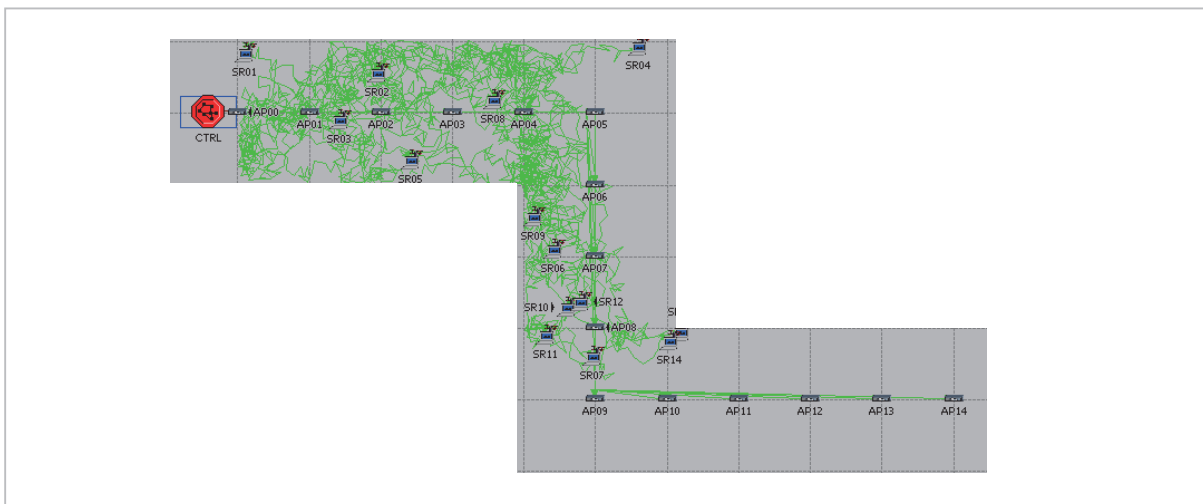 SR01
SR04
SR02
SR08
AP00
AP01
SR03
AP02
AP03
AP04
AP05
CTRL
SR05
AP06
SR09
SR06
AP07
SR10
SR12
AP08
SR11
SR14
SR07
AP09
AP10
AP11
AP12
AP13
AP14